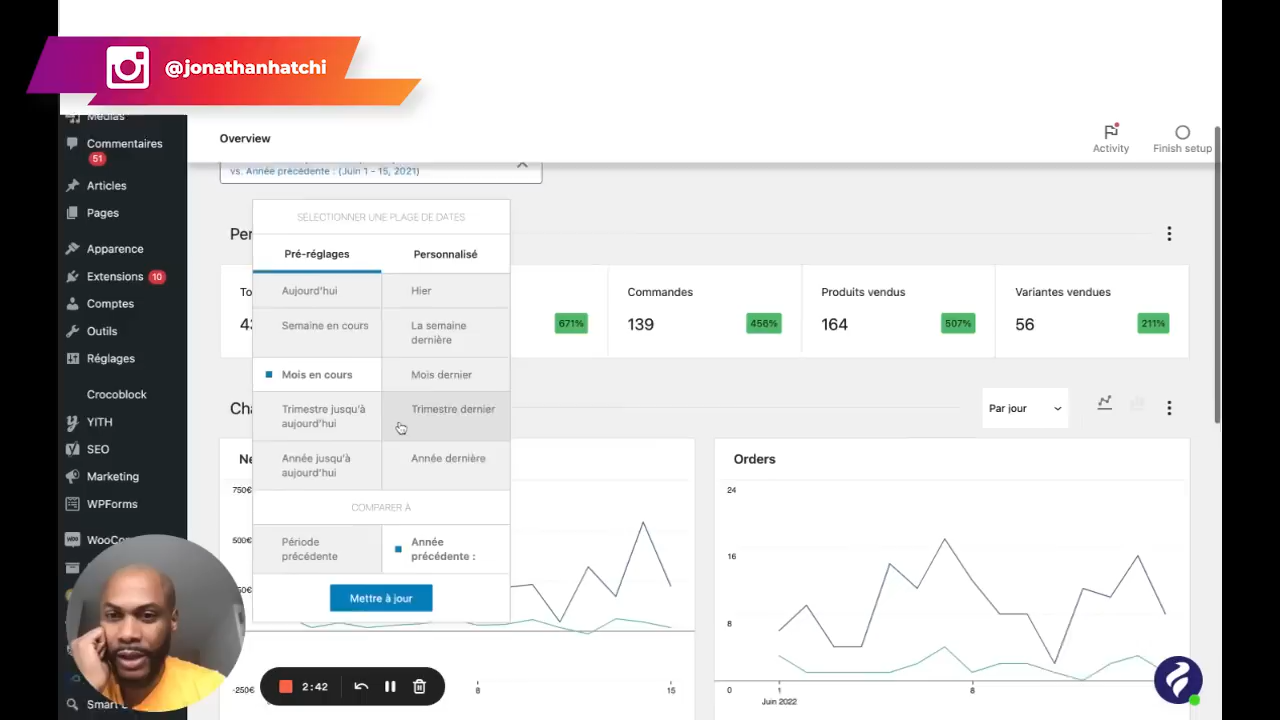 @jonathanhatchi
Médias
Commentaires
51
Articles
Pages
Apparence
Extensions 10
Comptes
Outils
Réglages
Crocoblock
YITH
SEO
Marketing
WPForms
Overview
Activity
Finish setup
vs. Année précédente : (Juin 1 - 15, 2021)
SÉLECTIONNER UNE PLAGE DE DATES
Pré-réglages
Personnalisé
Aujourd'hui
Hier
Semaine en cours
La semaine
dernière
Mois en cours
Mois dernier
Trimestre jusqu'à
aujourd'hui
Trimestre dernier
Année jusqu'à
aujourd'hui
Année dernière
COMPARER À
Période
précédente
Année
précédente :
Mettre à jour
671%
Commandes
139
456%
Produits vendus
164
507%
Variantes vendues
56
211%
Par jour
750€
500€
-250€
8
15
Orders
24
16
8
0
1
8
Juin 2022
2:42